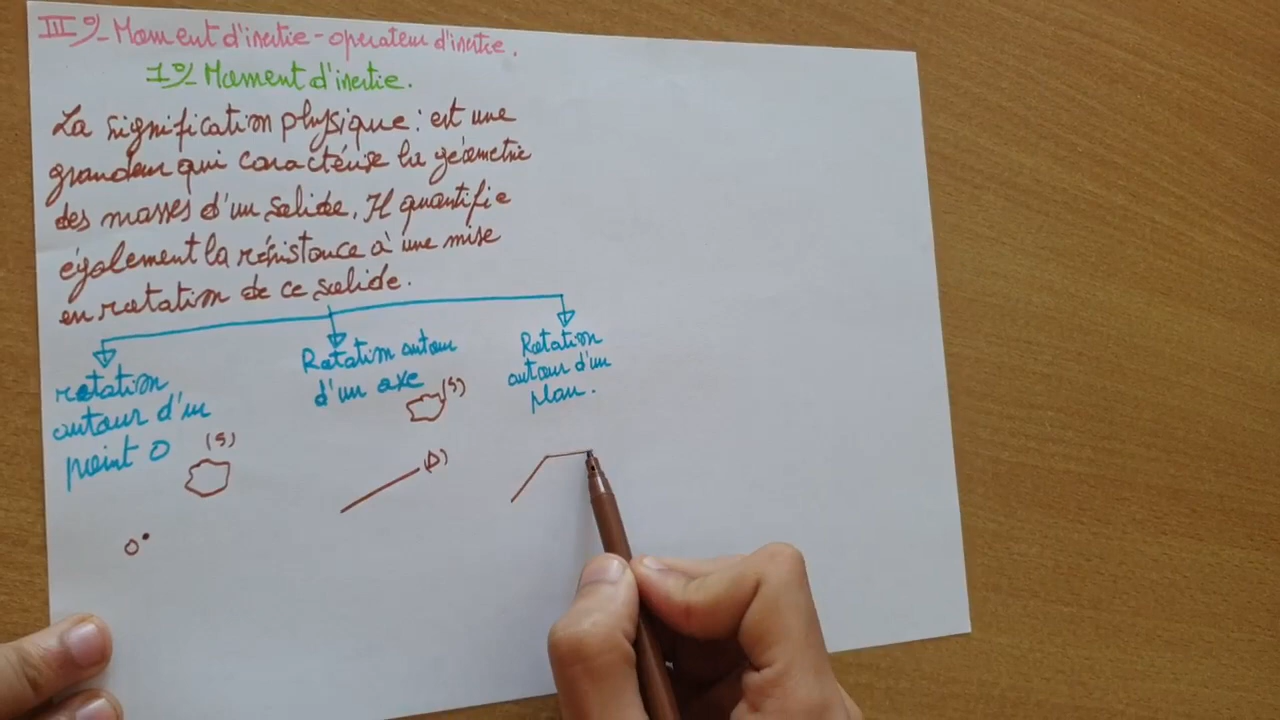 III°/- Moment d'inertie - operateur d'inertie.
1°/ Moment d'inertie.
La signification physique : est une
grandeur qui caractérise la géometrie
des masses d'un solide. Il quantifie
également la résistance à une mise
en rotation de ce solide.
rotation
autour d'un
point O
(S)
O
Rotation autour
d'un axe
(S)
(Δ)
Rotation
autour d'un
plan.